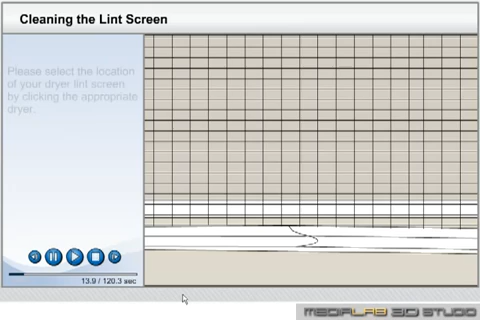 Cleaning the Lint Screen
Please select the location
of your dryer lint screen
by clicking the appropriate
dryer.
13.9 / 120.3 sec
MEDIALAB 3D STUDIO